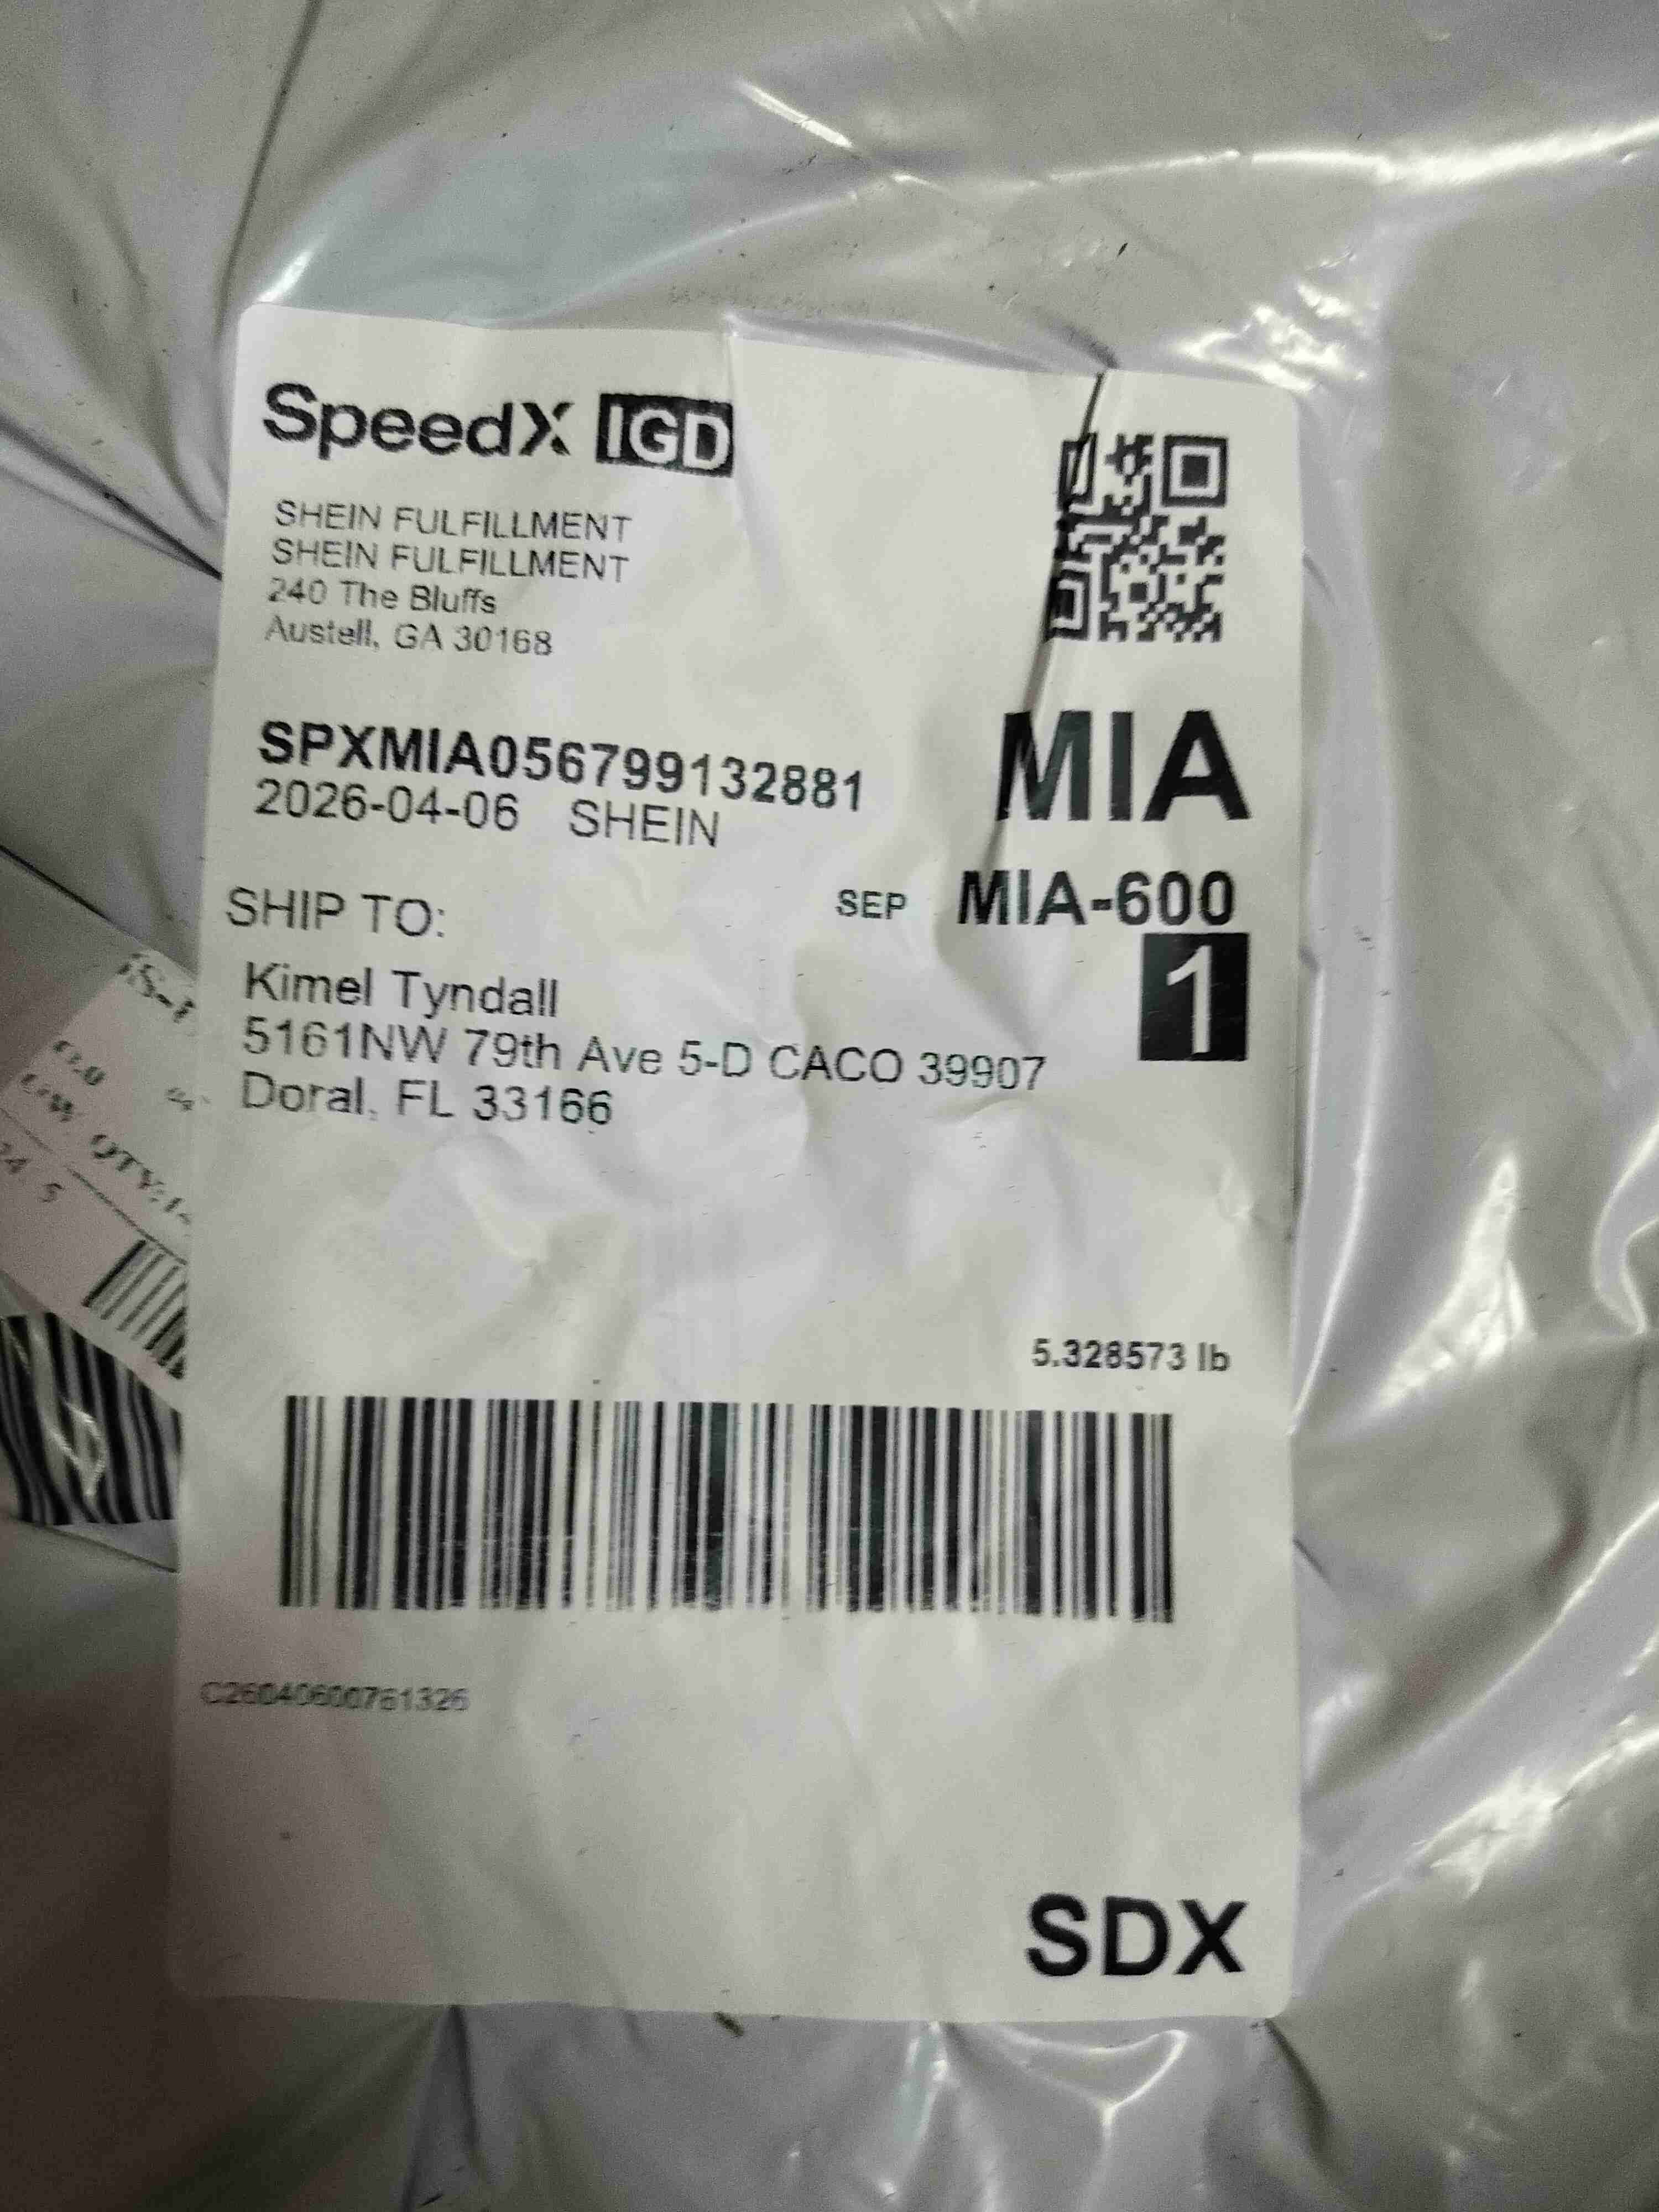 SpeedX IGD
SHEIN FULFILLMENT
SHEIN FULFILLMENT
240 The Bluffs
Austell, GA 30168
SPXMIA056799132881
2026-04-06 SHEIN
MIA
SEP MIA-600
1
SHIP TO:
Kimel Tyndall
5161NW 79th Ave 5-D CACO 39907
Doral, FL 33166
5.328573 lb
C26040600761326
SDX
QTY:1